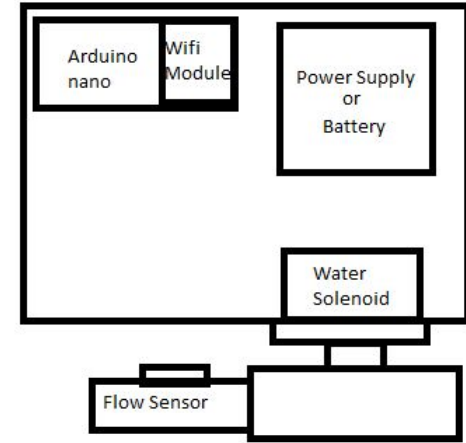 Arduino
nano
Wifi
Module
Power Supply
or
Battery
Water
Solenoid
Flow Sensor